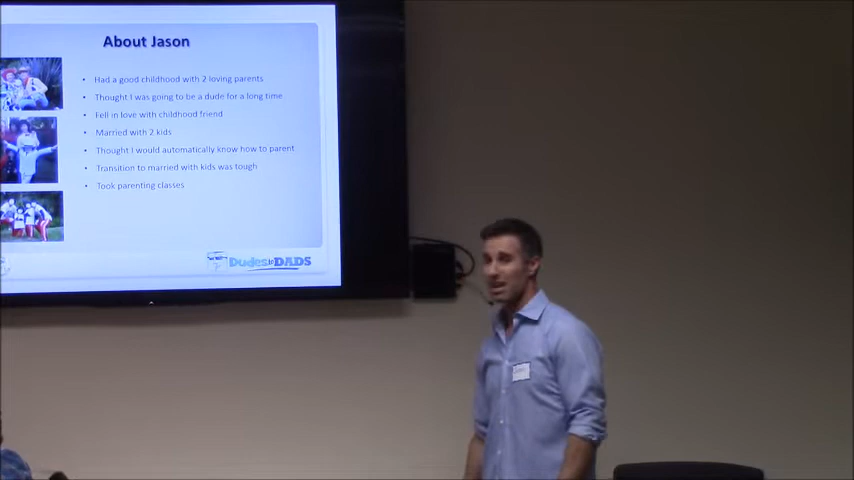 About Jason
• Had a good childhood with 2 loving parents
• Thought I was going to be a dude for a long time
• Fell in love with childhood friend
• Married with 2 kids
• Thought I would automatically know how to parent
• Transition to married with kids was tough
• Took parenting classes
Dudes to DADS